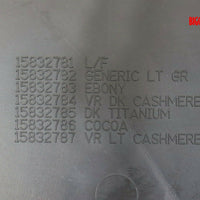 15832781 L/F
15832782 GENERIC LT GR
15832783 EBONY
15832784 VR DK CASHMERE
15832785 DK TITANIUM
15832786 COCOA
15832787 VR LT CASHMERE